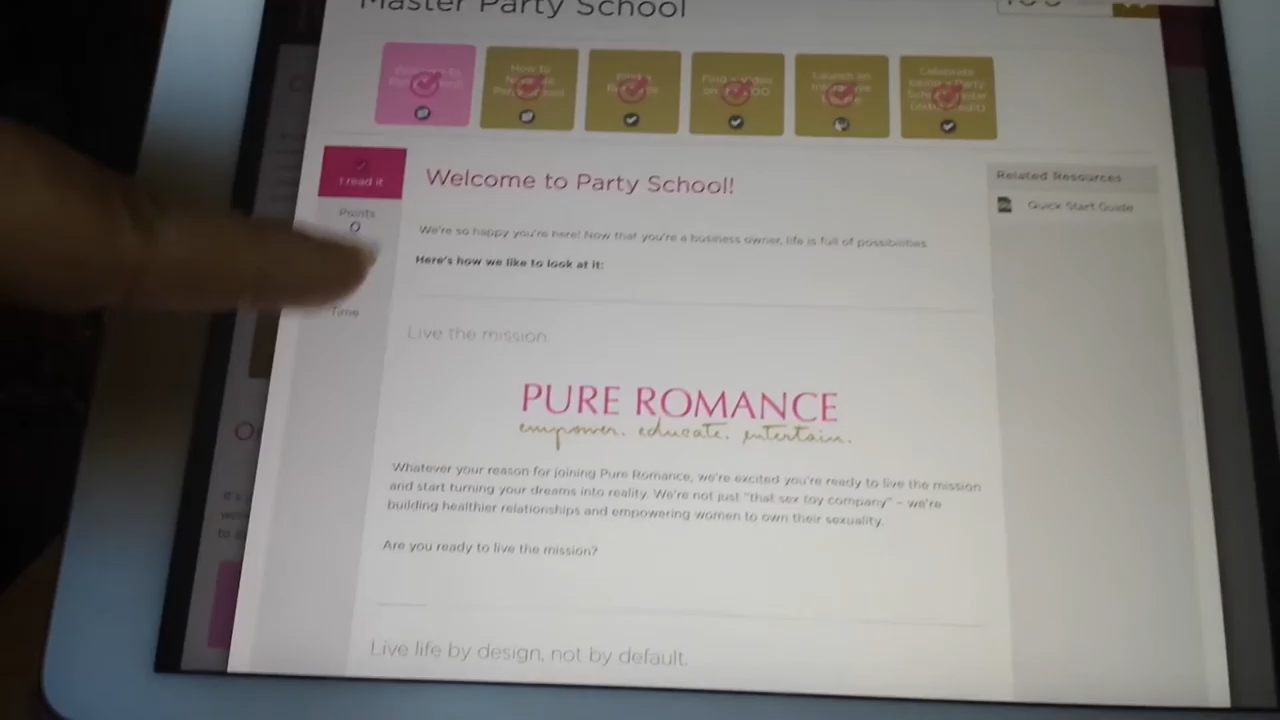 Master Party School
Welcome to Party School!
I read it
Points
0
Time
We're so happy you're here! Now that you're a business owner, life is full of possibilities
Here's how we like to look at it:
Related Resources
Quick Start Guide
Live the mission
PURE ROMANCE
empower. educate. entertain.
Whatever your reason for joining Pure Romance, we're excited you're ready to live the mission
and start turning your dreams into reality. We're not just "that sex toy company" – we're
building healthier relationships and empowering women to own their sexuality.
Are you ready to live the mission?
Live life by design, not by default.